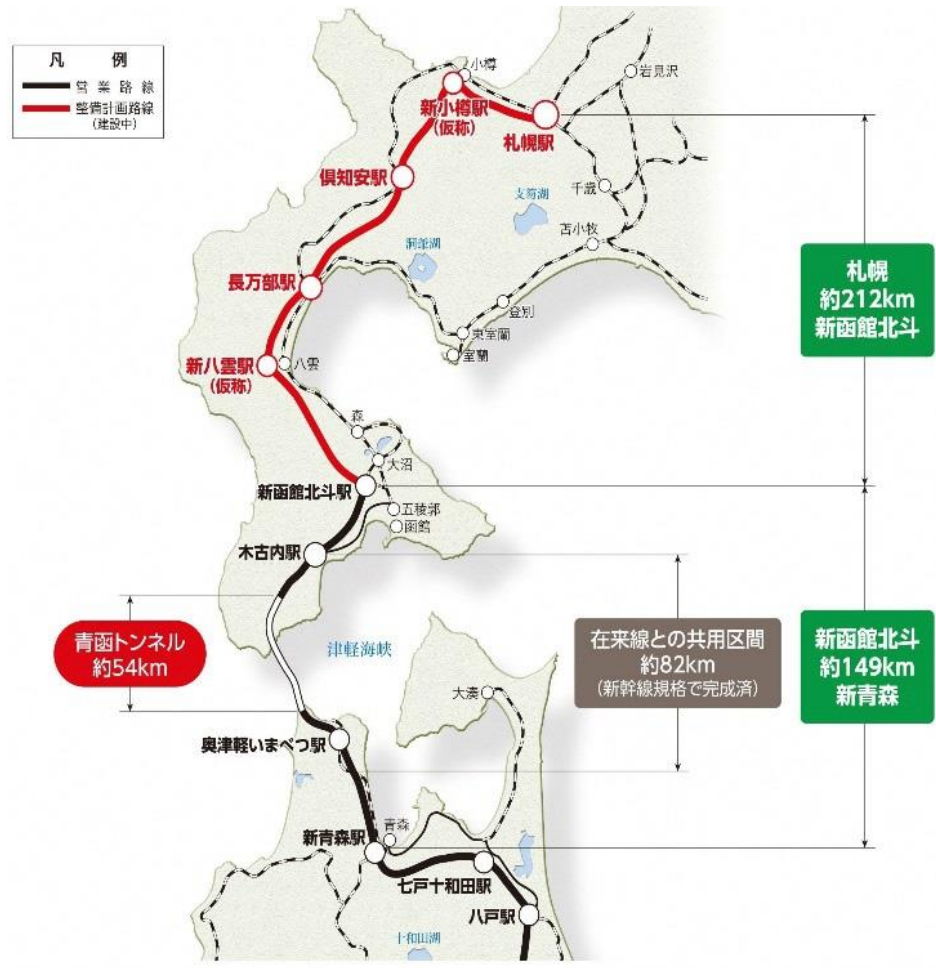 凡例
営業路線
整備計画路線
(建設中)
小樽
岩見沢
新小樽駅
(仮称)
札幌駅
倶知安駅
支笏湖
千歳
苫小牧
洞爺湖
長万部駅
登別
東室蘭
室蘭
札幌
約212km
新函館北斗
新八雲駅
(仮称)
八雲
森
大沼
新函館北斗駅
五稜郭
函館
木古内駅
青函トンネル
約54km
津軽海峡
在来線との共用区間
約82km
(新幹線規格で完成済)
新函館北斗
約149km
新青森
大湊
奥津軽いまべつ駅
青森
新青森駅
七戸十和田駅
八戸駅
十和田湖